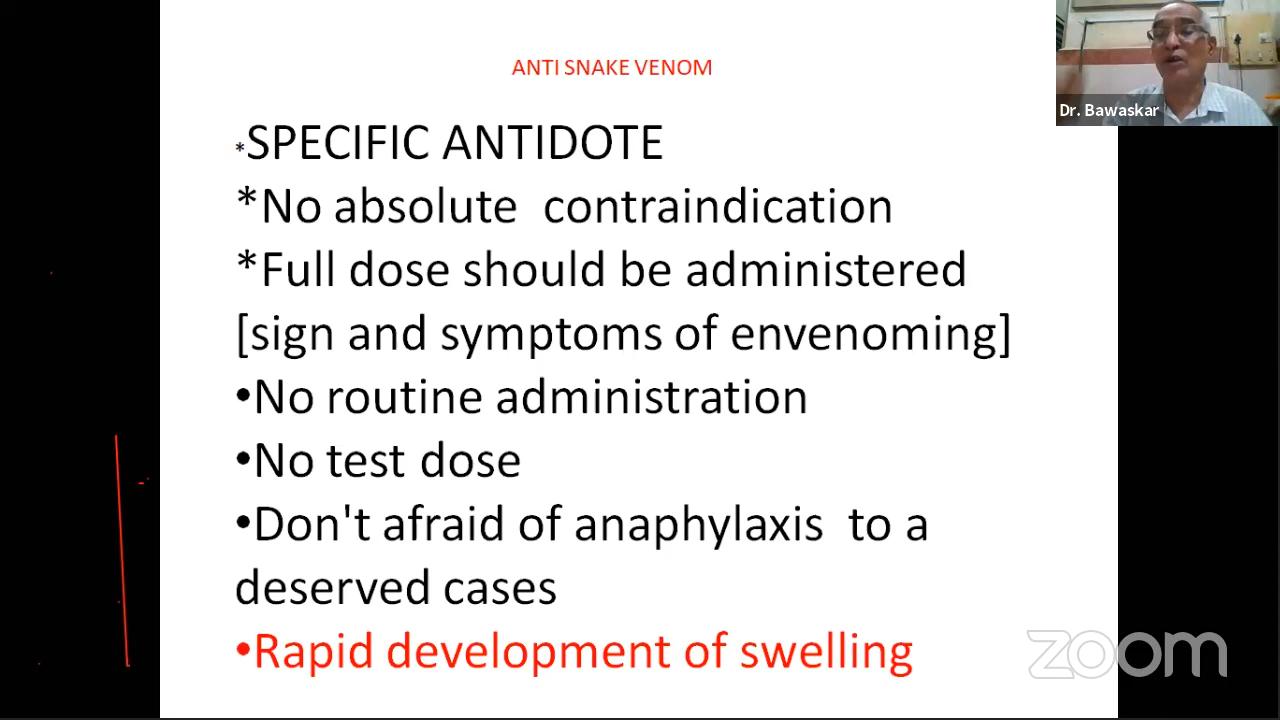 ANTI SNAKE VENOM
Dr. Bawaskar
*SPECIFIC ANTIDOTE
*No absolute contraindication
*Full dose should be administered
[sign and symptoms of envenoming]
•No routine administration
•No test dose
•Don't afraid of anaphylaxis to a
deserved cases
•Rapid development of swelling
zoom